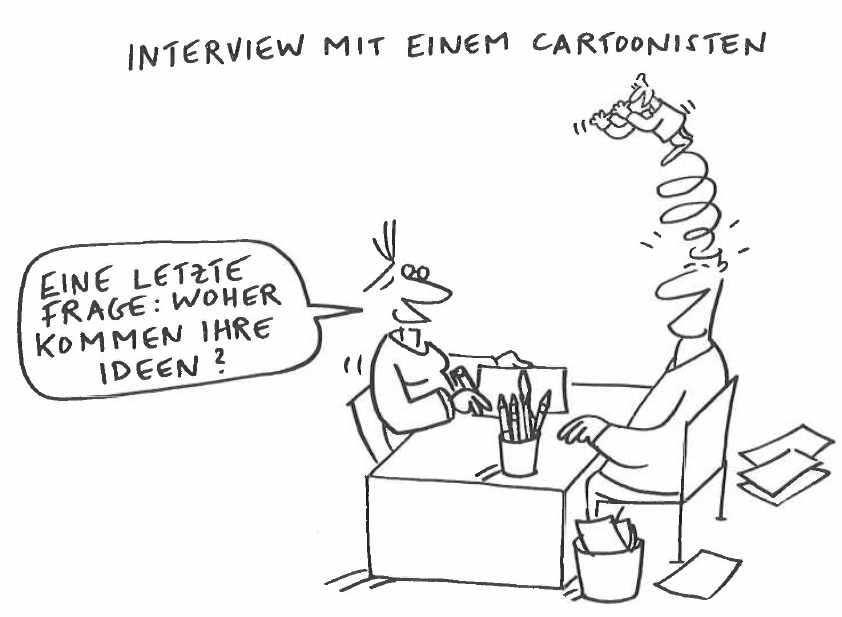 INTERVIEW MIT EINEM CARTOONISTEN
EINE LETZTE
FRAGE: WOHER
KOMMEN IHRE
IDEEN?